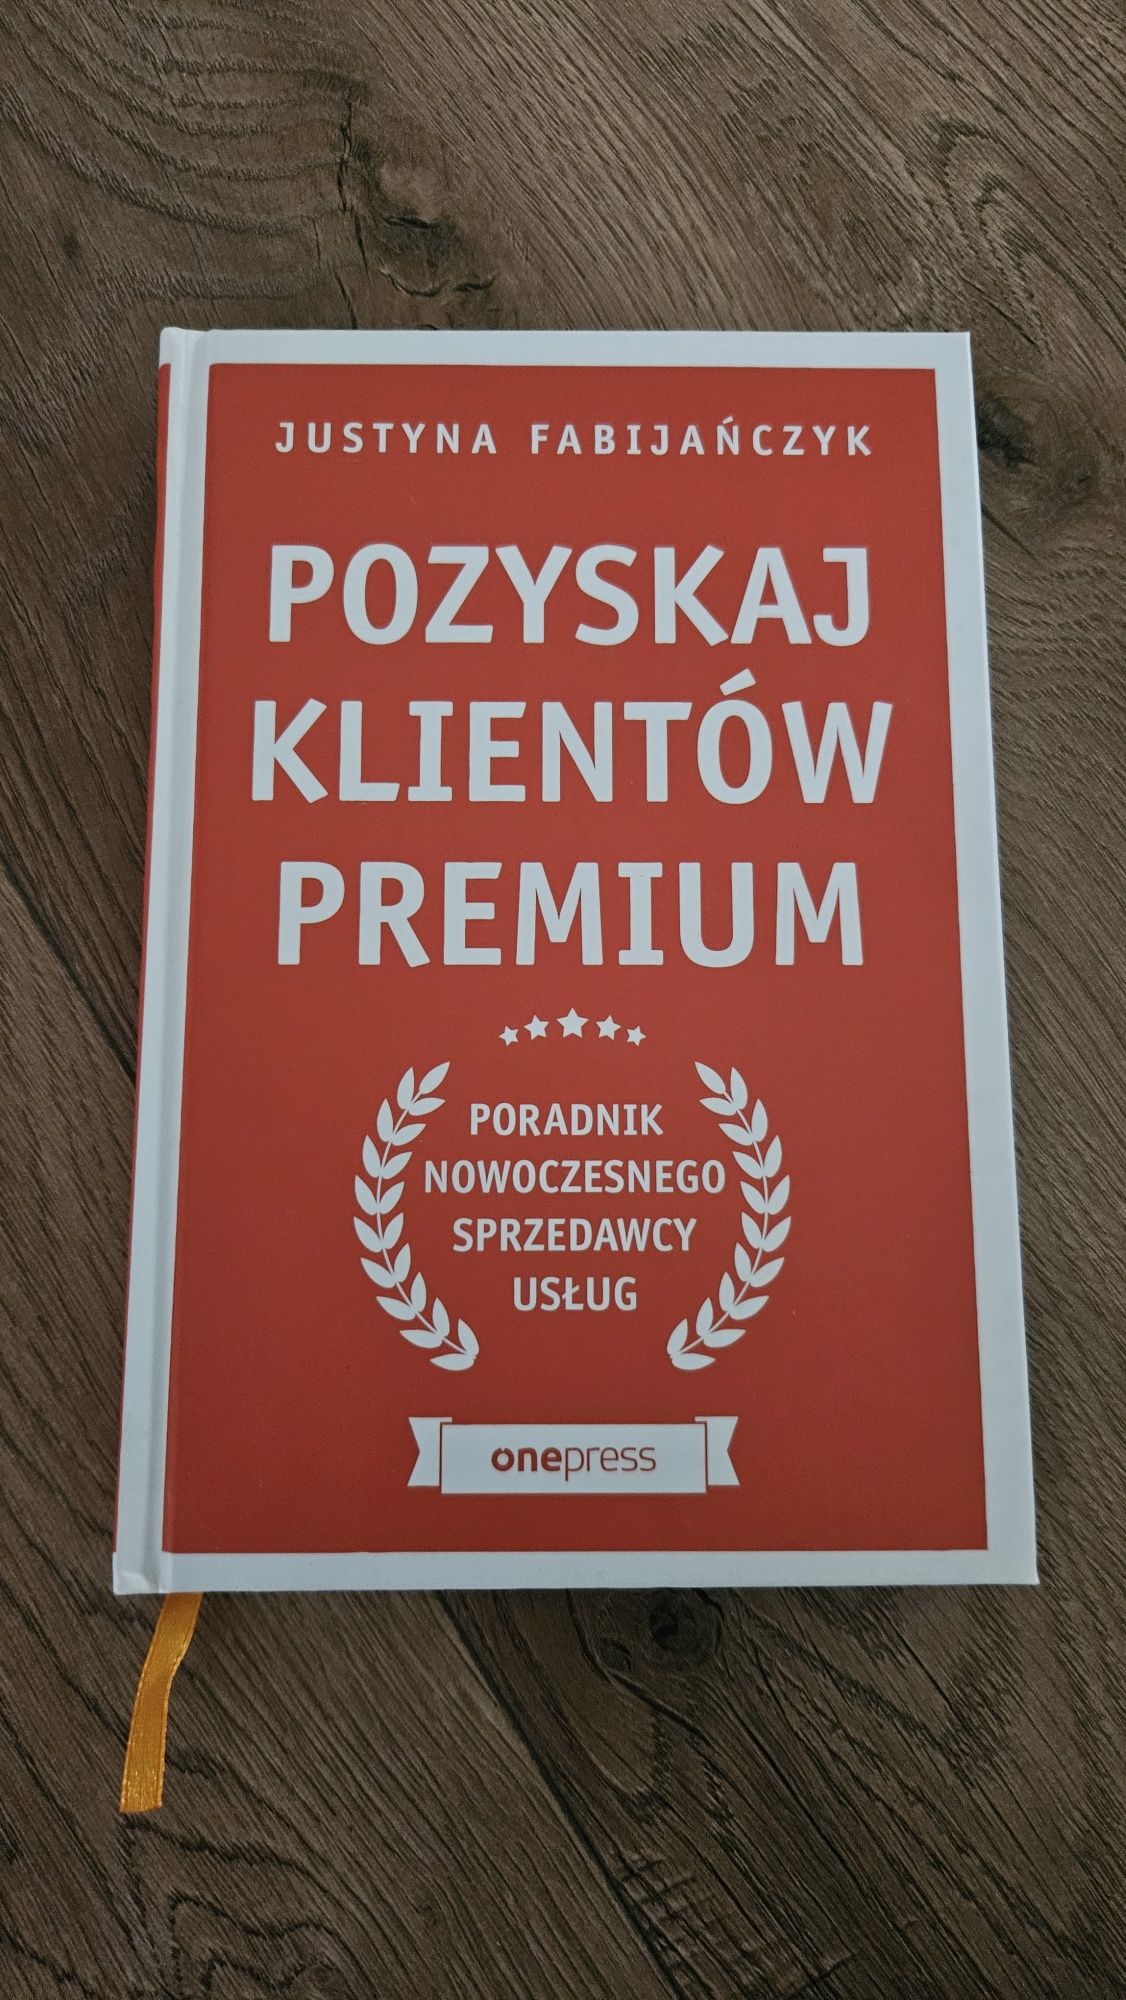 JUSTYNA FABIJAŃCZYK
POZYSKAJ
KLIENTÓW
PREMIUM
PORADNIK
NOWOCZESNEGO
SPRZEDAWCY
USŁUG
onepress